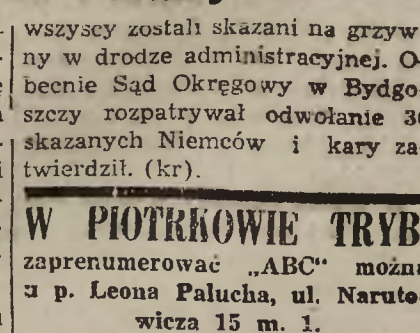 wszyscy zostali skazani na grzyw
ny w drodze administracyjnej. O-
becnie Sąd Okręgowy w Bydgo
szczy rozpatrywał odwołanie 36
skazanych Niemców i kary za
twierdził. (kr).
W PIOTRKOWIE TRYB
zaprenumerować „ABC" można
u p. Leona Palucha, ul. Naruto.
wicza 15 m. 1.